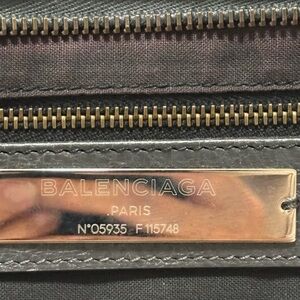 BALENCIAGA
.PARIS
N°05935 F 115748